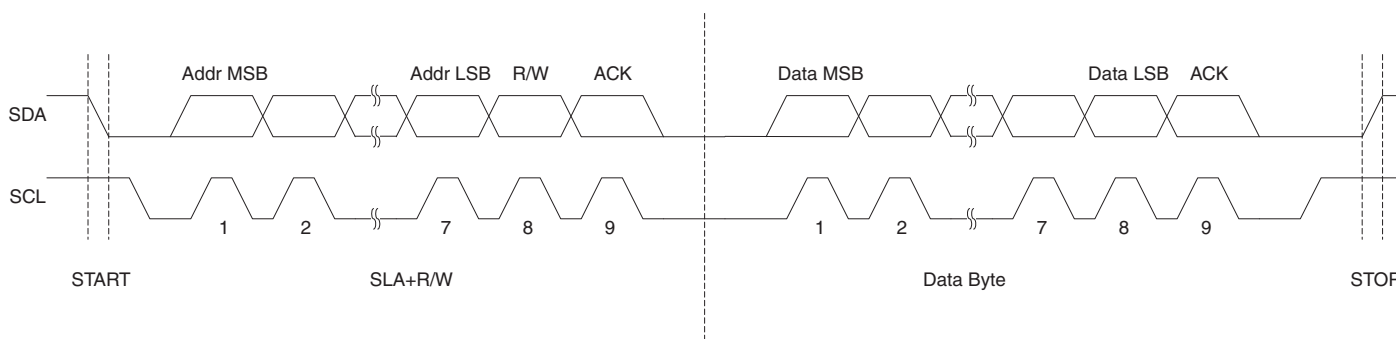 Addr MSB Addr LSB R/W ACK Data MSB Data LSB ACK
SDA
SCL
1 2 7 8 9 1 2 7 8 9
START SLA+R/W Data Byte STOP